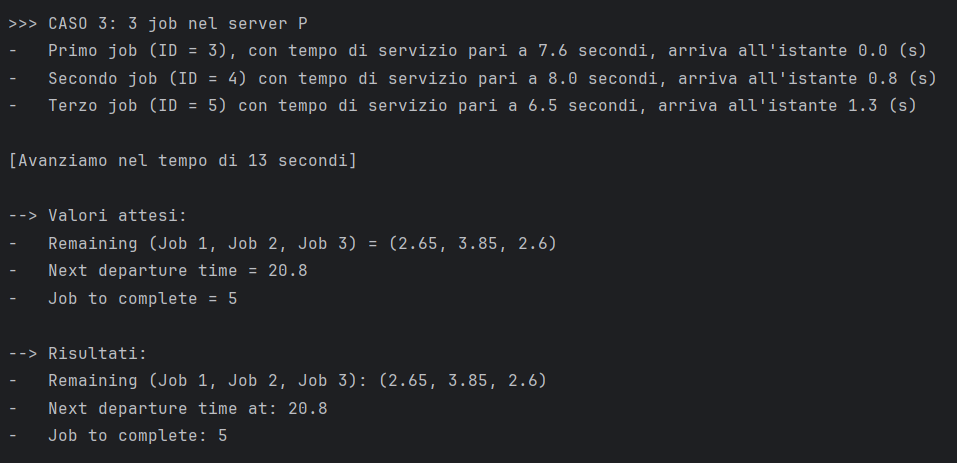 >>> CASO 3: 3 job nel server P
-   Primo job (ID = 3), con tempo di servizio pari a 7.6 secondi, arriva all'istante 0.0 (s)
-   Secondo job (ID = 4) con tempo di servizio pari a 8.0 secondi, arriva all'istante 0.8 (s)
-   Terzo job (ID = 5) con tempo di servizio pari a 6.5 secondi, arriva all'istante 1.3 (s)
[Avanziamo nel tempo di 13 secondi]
--> Valori attesi:
-   Remaining (Job 1, Job 2, Job 3) = (2.65, 3.85, 2.6)
-   Next departure time = 20.8
-   Job to complete = 5
--> Risultati:
-   Remaining (Job 1, Job 2, Job 3): (2.65, 3.85, 2.6)
-   Next departure time at: 20.8
-   Job to complete: 5